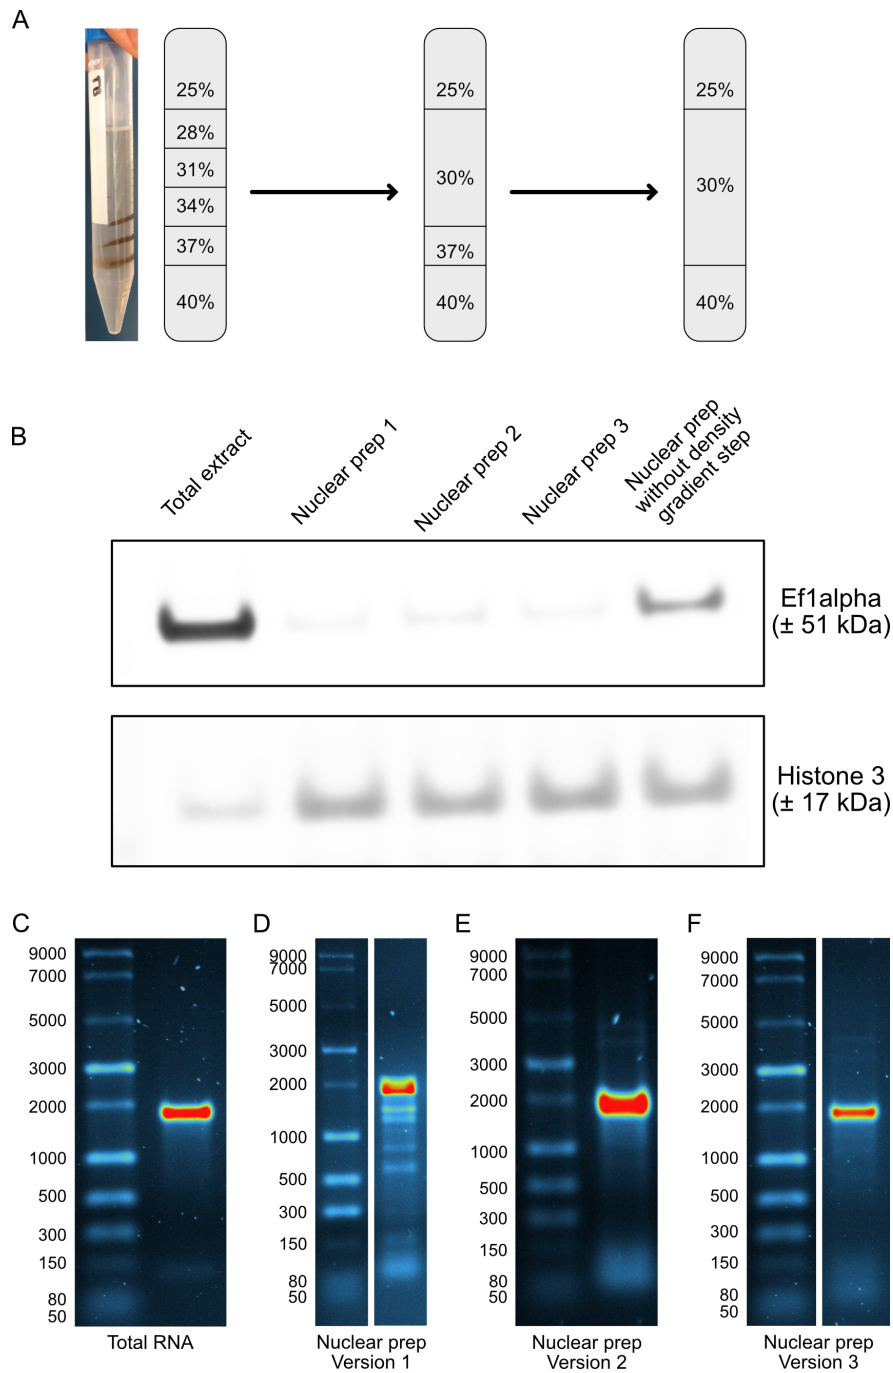 A
25%
28%
31%
34%
37%
40%
25%
30%
37%
40%
25%
30%
40%
B
Total extract
Nuclear prep 1
Nuclear prep 2
Nuclear prep 3
Nuclear prep
without density
gradient step
Ef1alpha
(± 51 kDa)
Histone 3
(± 17 kDa)
C
9000
7000
5000
3000
2000
1000
500
300
150
80
50
Total RNA
D
9000
7000
5000
3000
2000
1000
500
300
150
80
50
Nuclear prep
Version 1
E
9000
7000
5000
3000
2000
1000
500
300
150
80
50
Nuclear prep
Version 2
F
9000
7000
5000
3000
2000
1000
500
300
150
80
50
Nuclear prep
Version 3